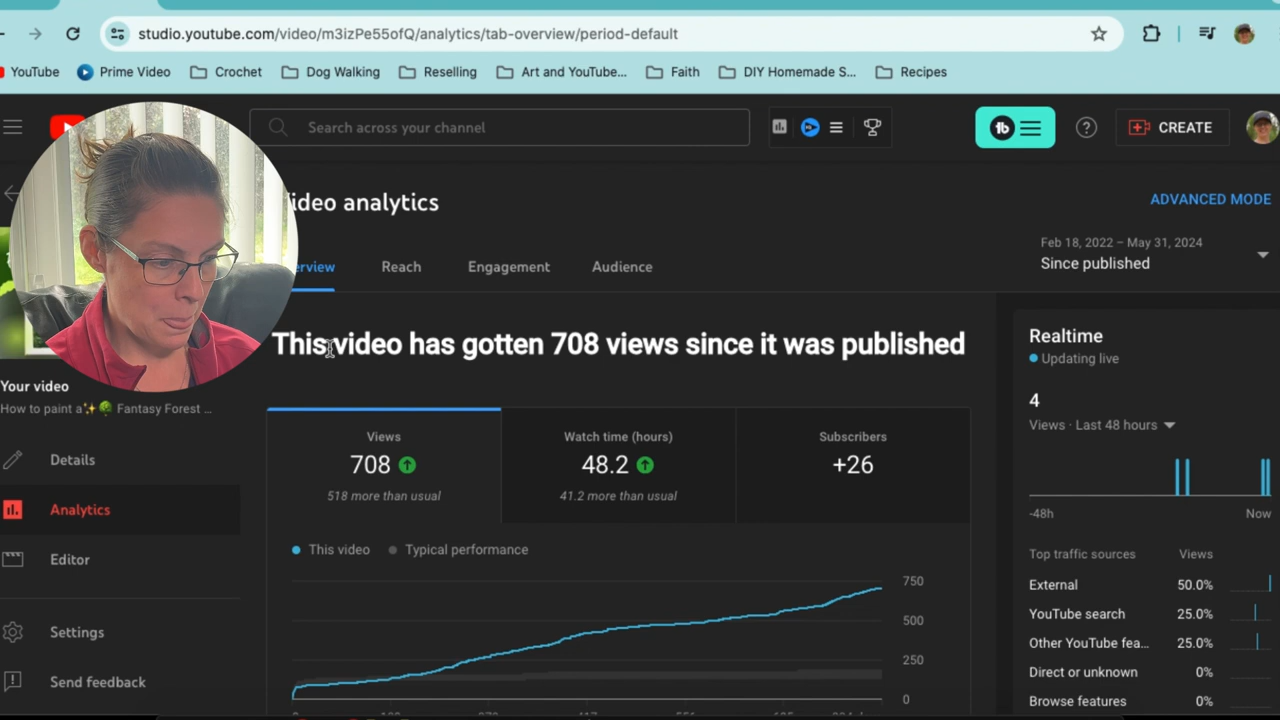 studio.youtube.com/video/m3izPe55ofQ/analytics/tab-overview/period-default
YouTube Prime Video Crochet Dog Walking Reselling Art and YouTube... Faith DIY Homemade S... Recipes
Search across your channel
tb
CREATE
ideo analytics
ADVANCED MODE
Feb 18, 2022 – May 31, 2024
Since published
erview Reach Engagement Audience
This video has gotten 708 views since it was published
Realtime
Updating live
4
Views · Last 48 hours
-48h Now
Top traffic sources Views
External 50.0%
YouTube search 25.0%
Other YouTube fea... 25.0%
Direct or unknown 0%
Browse features 0%
Your video
How to paint a✨🌳 Fantasy Forest ...
Details
Analytics
Editor
Settings
Send feedback
Views
708
518 more than usual
Watch time (hours)
48.2
41.2 more than usual
Subscribers
+26
This video Typical performance
750
500
250
0